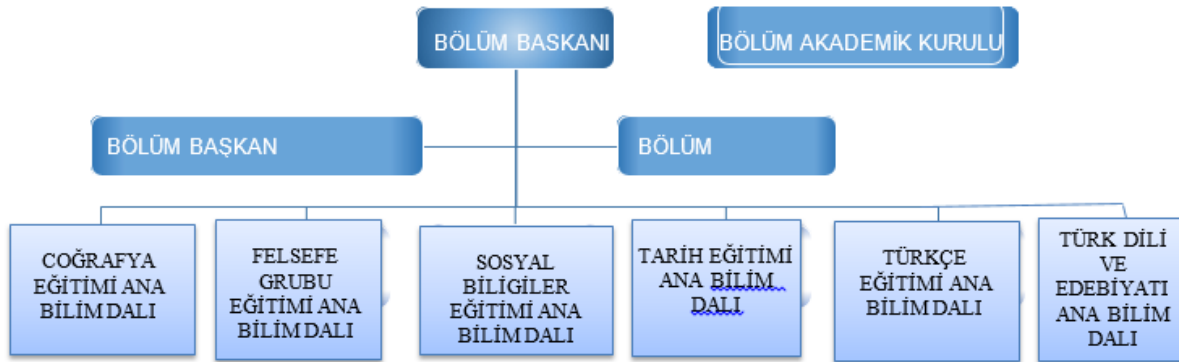 BÖLÜM BASKANI
BÖLÜM AKADEMİK KURULU
BÖLÜM BAŞKAN
BÖLÜM
COĞRAFYA
EĞİTİMİ ANA
BİLİM DALI
FELSEFE
GRUBU
EĞİTİMİ ANA
BİLİM DALI
SOSYAL
BİLİGİLER
EĞİTİMİ ANA
BİLİM DALI
TARİH EĞİTİMİ
ANA BİLİM
DALI
TÜRKÇE
EĞİTİMİ ANA
BİLİM DALI
TÜRK DİLİ
VE
EDEBİYATI
ANA BİLİM
DALI